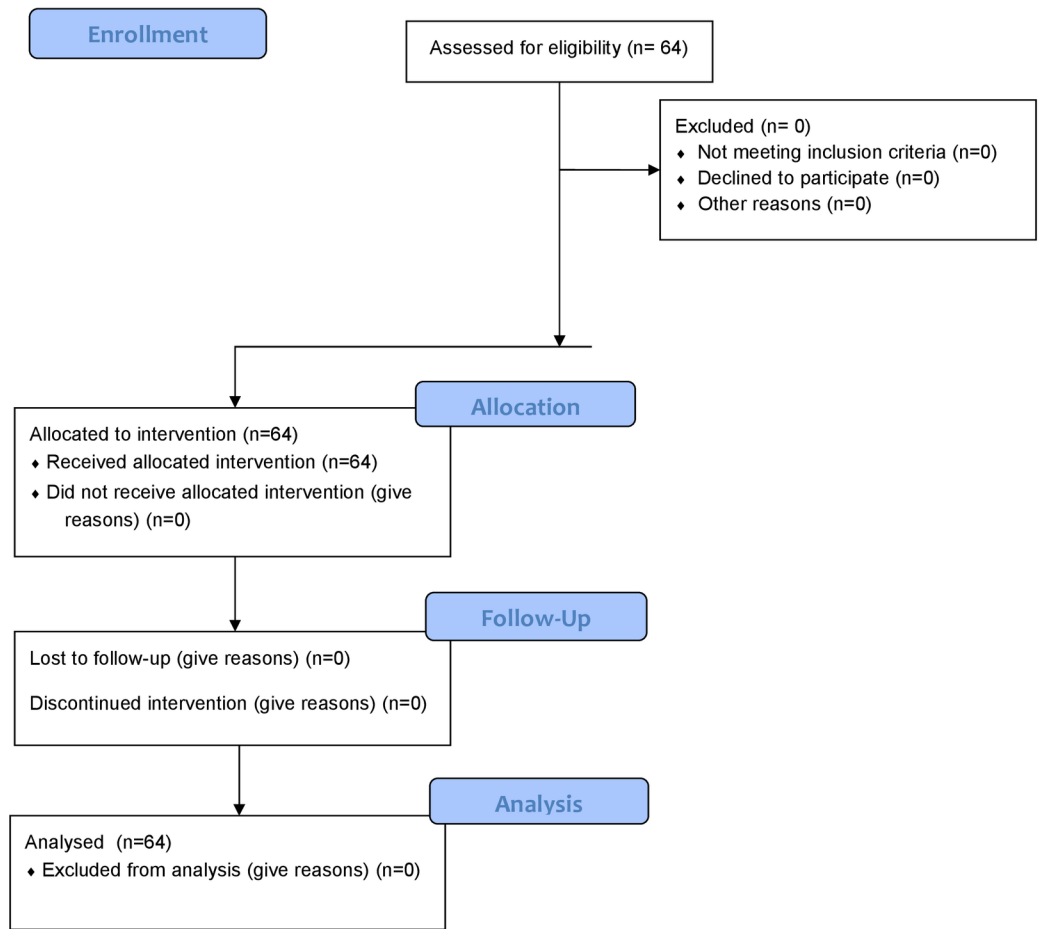 Enrollment
Assessed for eligibility (n= 64)
Excluded (n= 0)
♦ Not meeting inclusion criteria (n=0)
♦ Declined to participate (n=0)
♦ Other reasons (n=0)
Allocation
Allocated to intervention (n=64)
♦ Received allocated intervention (n=64)
♦ Did not receive allocated intervention (give
reasons) (n=0)
Follow-Up
Lost to follow-up (give reasons) (n=0)
Discontinued intervention (give reasons) (n=0)
Analysis
Analysed (n=64)
♦ Excluded from analysis (give reasons) (n=0)